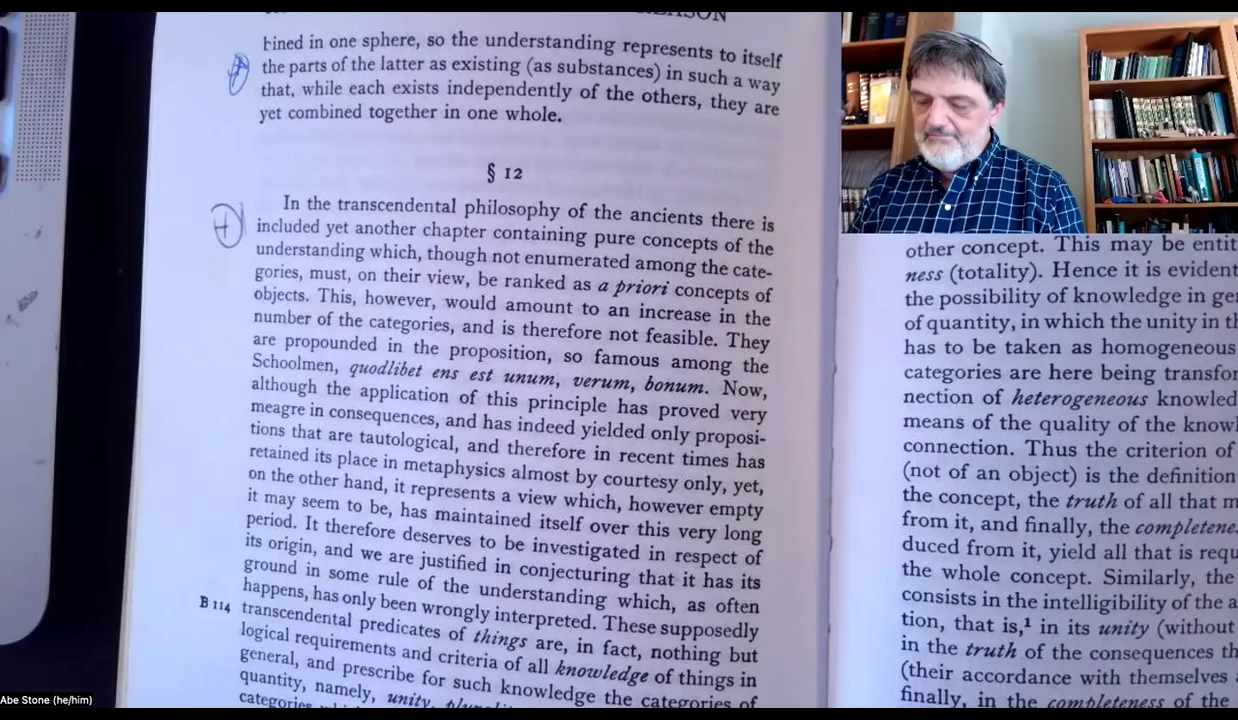 REASON
bined in one sphere, so the understanding represents to itself
the parts of the latter as existing (as substances) in such a way
that, while each exists independently of the others, they are
yet combined together in one whole.
§ 12
In the transcendental philosophy of the ancients there is
included yet another chapter containing pure concepts of the
understanding which, though not enumerated among the cate-
gories, must, on their view, be ranked as a priori concepts of
objects. This, however, would amount to an increase in the
number of the categories, and is therefore not feasible. They
are propounded in the proposition, so famous among the
Schoolmen, quodlibet ens est unum, verum, bonum. Now,
although the application of this principle has proved very
meagre in consequences, and has indeed yielded only proposi-
tions that are tautological, and therefore in recent times has
retained its place in metaphysics almost by courtesy only, yet,
on the other hand, it represents a view which, however empty
it may seem to be, has maintained itself over this very long
period. It therefore deserves to be investigated in respect of
its origin, and we are justified in conjecturing that it has its
ground in some rule of the understanding which, as often
happens, has only been wrongly interpreted. These supposedly
B 114 transcendental predicates of things are, in fact, nothing but
logical requirements and criteria of all knowledge of things in
general, and prescribe for such knowledge the categories of
quantity, namely, unity,
other concept. This may be entit
ness (totality). Hence it is evident
the possibility of knowledge in ge
of quantity, in which the unity in th
has to be taken as homogeneous
categories are here being transfor
nection of heterogeneous knowled
means of the quality of the knowl
connection. Thus the criterion of
(not of an object) is the definition
the concept, the truth of all that m
from it, and finally, the completene
duced from it, yield all that is requ
the whole concept. Similarly, the
consists in the intelligibility of the a
tion, that is,¹ in its unity (without
in the truth of the consequences th
(their accordance with themselves
finally, in the completeness of the
Abe Stone (he/him)